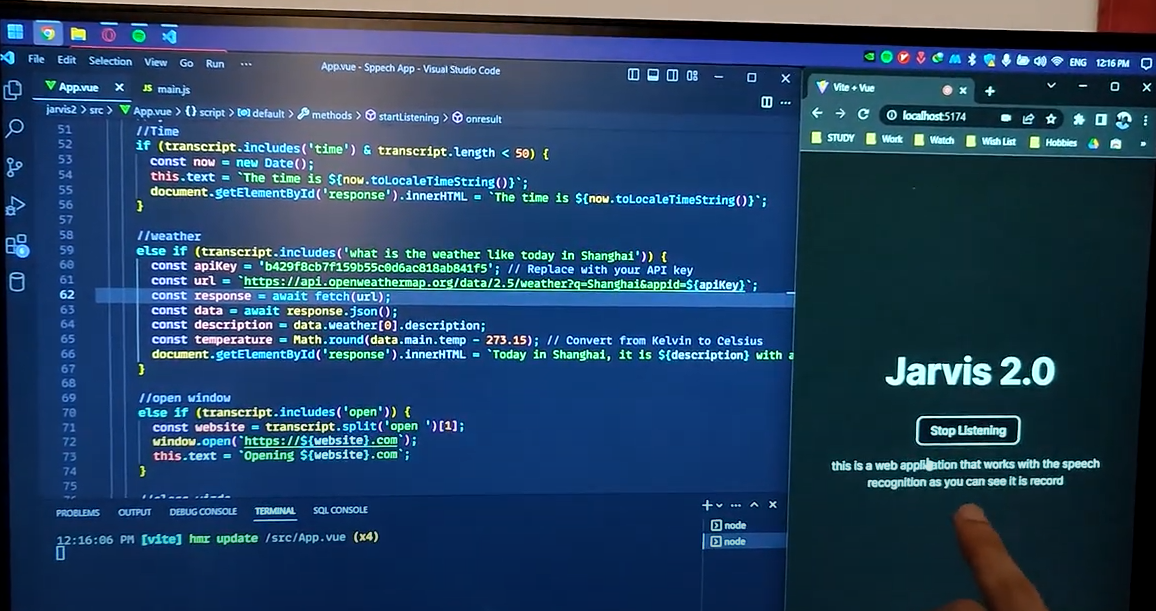 File Edit Selection View Go Run ···
App.vue - Sppech App - Visual Studio Code
ENG 12:16 PM
App.vue
JS main.js
jarvis2 > src > App.vue > {} script > default > methods > startListening > onresult
51 //Time
52 if (transcript.includes('time') & transcript.length < 50) {
53 const now = new Date();
54 this.text = `The time is ${now.toLocaleTimeString()}`;
55 document.getElementById('response').innerHTML = `The time is ${now.toLocaleTimeString()}`;
56 }
57
58 //weather
59 else if (transcript.includes('what is the weather like today in Shanghai')) {
60 const apiKey = 'b429f8cb7f159b55c0d6ac818ab841f5'; // Replace with your API key
61 const url = `https://api.openweathermap.org/data/2.5/weather?q=Shanghai&appid=${apiKey}`;
62 const response = await fetch(url);
63 const data = await response.json();
64 const description = data.weather[0].description;
65 const temperature = Math.round(data.main.temp - 273.15); // Convert from Kelvin to Celsius
66 document.getElementById('response').innerHTML = `Today in Shanghai, it is ${description} with a
67 }
68
69 //open window
70 else if (transcript.includes('open')) {
71 const website = transcript.split('open ')[1];
72 window.open(`https://${website}.com`);
73 this.text = `Opening ${website}.com`;
74 }
75
PROBLEMS OUTPUT DEBUG CONSOLE TERMINAL SQL CONSOLE
12:16:06 PM [vite] hmr update /src/App.vue (x4)
node
node
Vite + Vue
localhost:5174
STUDY Work Watch Wish List Hobbies »
Jarvis 2.0
Stop Listening
this is a web application that works with the speech
recognition as you can see it is record